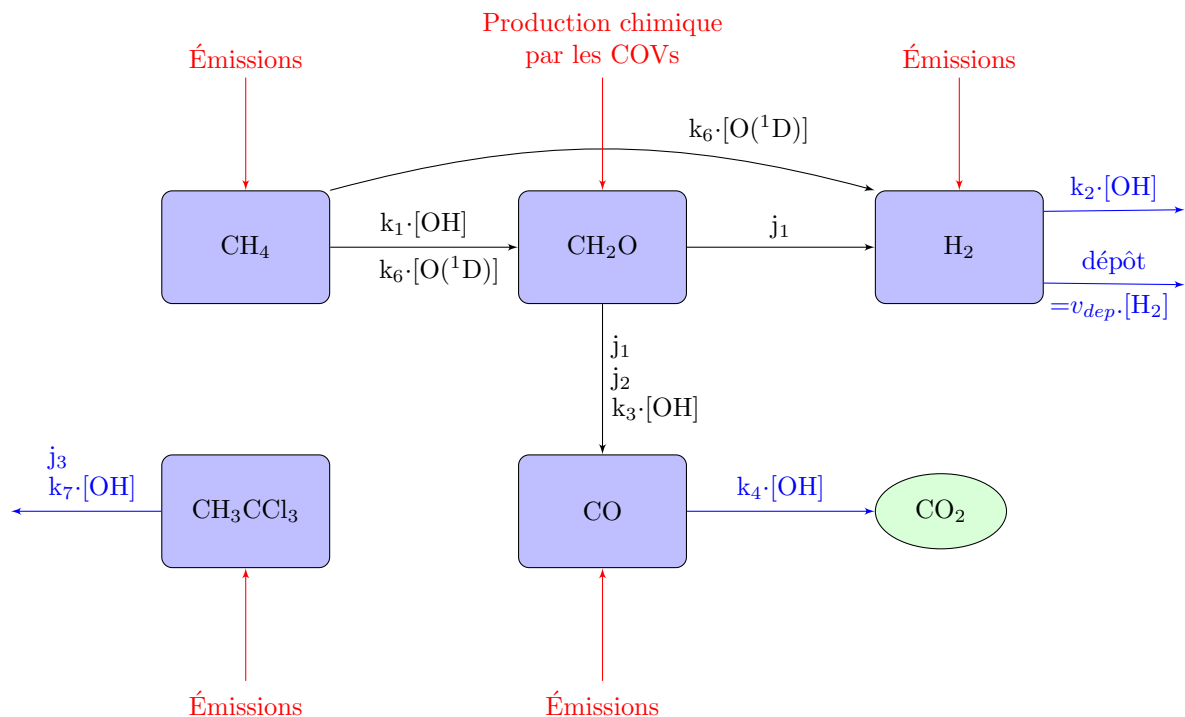 Production chimique
par les COVs
Émissions
Émissions
k₆·[O(¹D)]
k₁·[OH]
k₆·[O(¹D)]
j₁
k₂·[OH]
dépôt
=v_dep.[H₂]
CH₄
CH₂O
H₂
j₁
j₂
k₃·[OH]
j₃
k₇·[OH]
CH₃CCl₃
CO
k₄·[OH]
CO₂
Émissions
Émissions